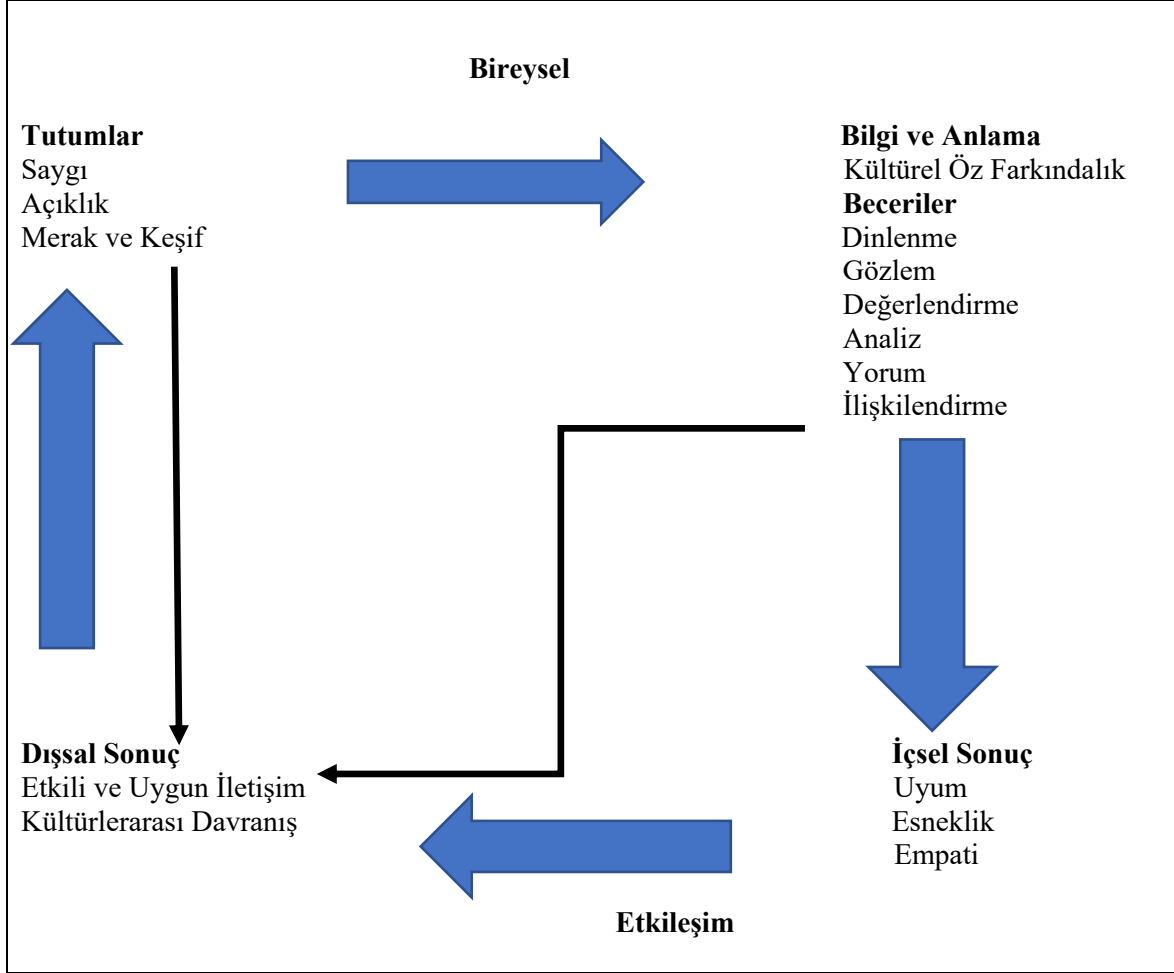 Bireysel
Tutumlar
Saygı
Açıklık
Merak ve Keşif
Bilgi ve Anlama
Kültürel Öz Farkındalık
Beceriler
Dinlenme
Gözlem
Değerlendirme
Analiz
Yorum
İlişkilendirme
Dışsal Sonuç
Etkili ve Uygun İletişim
Kültürlerarası Davranış
İçsel Sonuç
Uyum
Esneklik
Empati
Etkileşim